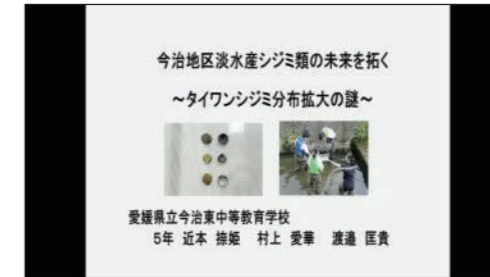 今治地区淡水産シジミ類の未来を拓く
～タイワンシジミ分布拡大の謎～
愛媛県立今治東中等教育学校
5年 近本 掠姫 村上 愛華 渡邉 匡貴